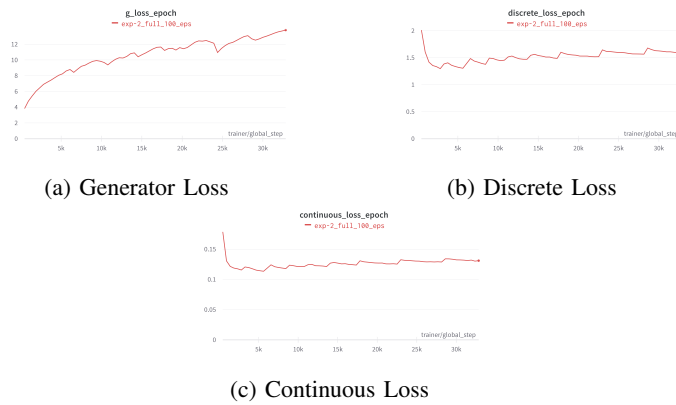 g_loss_epoch
exp-2_full_100_eps
12
10
8
6
4
2
0
trainer/global_step
5k 10k 15k 20k 25k 30k
(a) Generator Loss
discrete_loss_epoch
exp-2_full_100_eps
2
1.5
1
0.5
0
trainer/global_step
5k 10k 15k 20k 25k 30k
(b) Discrete Loss
continuous_loss_epoch
exp-2_full_100_eps
0.15
0.1
0.05
0
trainer/global_step
5k 10k 15k 20k 25k 30k
(c) Continuous Loss